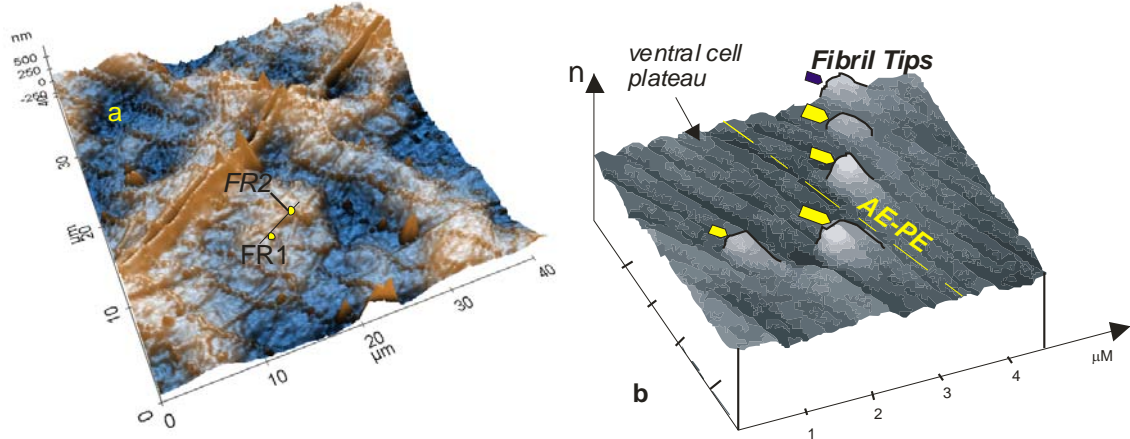 nm
500
250
0
-250
40
a
30
FR2
μm
20
FR1
10
0
0
10
20
μm
30
40
ventral cell
plateau
Fibril Tips
n
AE-PE
b
1
2
3
4
μM